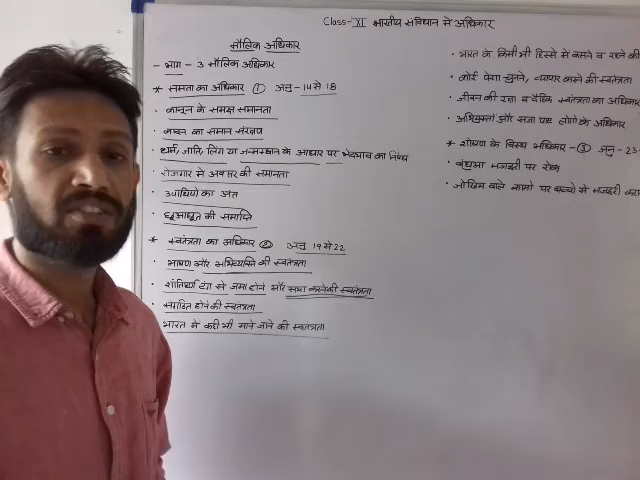 Class-XI भारतीय संविधान में अधिकार
मौलिक अधिकार
- भाग - 3 मौलिक अधिकार
* समता का अधिकार ① अनु - 14 से 18
· कानून के समक्ष समानता
· कानून का समान संरक्षण
· धर्म, जाति, लिंग या जन्मस्थान के आधार पर भेदभाव का निषेध
· रोजगार में अवसर की समानता
· उपाधियों का अंत
· छूआछूत की समाप्ति
* स्वतंत्रता का अधिकार ② अनु 19 से 22
· भाषण और अभिव्यक्ति की स्वतंत्रता
· शांतिपूर्ण ढंग से जमा होने और सभा करने की स्वतंत्रता
· संगठित होने की स्वतंत्रता
· भारत में कहीं भी आने जाने की स्वतंत्रता
· भारत के किसी भी हिस्से में बसने व रहने की
· कोई पेशा चुनने, व्यापार करने की स्वतंत्रता
· जीवन की रक्षा व दैहिक स्वतंत्रता का अधिकार
· अभियुक्तों और सजा पाए लोगों के अधिकार
* शोषण के विरुद्ध अधिकार - ③ अनु - 23-
· बंधुआ मजदूरी पर रोक
· जोखिम वाले कामों पर बच्चों से मजदूरी